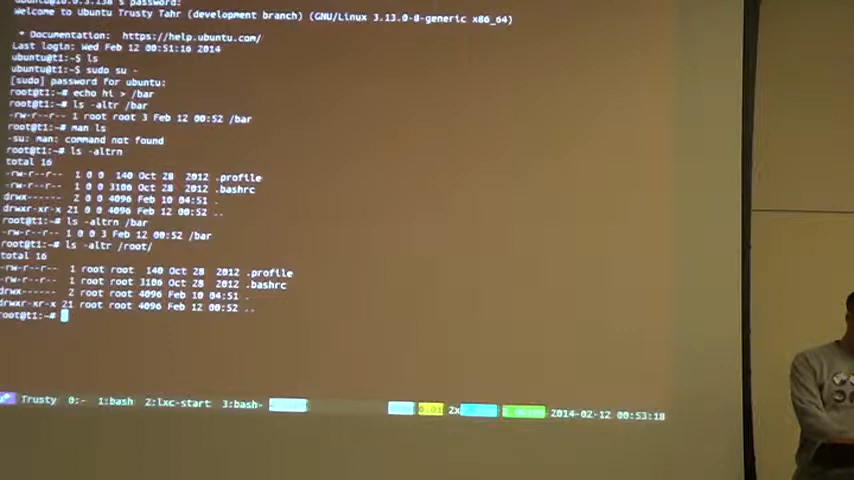 ubuntu@10.0.3.138's password:
Welcome to Ubuntu Trusty Tahr (development branch) (GNU/Linux 3.13.0-8-generic x86_64)
* Documentation:  https://help.ubuntu.com/
Last login: Wed Feb 12 00:51:16 2014
ubuntu@t1:~$ ls
ubuntu@t1:~$ sudo su -
[sudo] password for ubuntu:
root@t1:~# echo hi > /bar
root@t1:~# ls -altr /bar
-rw-r--r-- 1 root root 3 Feb 12 00:52 /bar
root@t1:~# man ls
-su: man: command not found
root@t1:~# ls -altrn
total 16
-rw-r--r--  1 0 0  140 Oct 28  2012 .profile
-rw-r--r--  1 0 0 3106 Oct 28  2012 .bashrc
drwx------  2 0 0 4096 Feb 10 04:51 .
drwxr-xr-x 21 0 0 4096 Feb 12 00:52 ..
root@t1:~# ls -altrn /bar
-rw-r--r-- 1 0 0 3 Feb 12 00:52 /bar
root@t1:~# ls -altr /root/
total 16
-rw-r--r--  1 root root  140 Oct 28  2012 .profile
-rw-r--r--  1 root root 3106 Oct 28  2012 .bashrc
drwx------  2 root root 4096 Feb 10 04:51 .
drwxr-xr-x 21 root root 4096 Feb 12 00:52 ..
root@t1:~#
Trusty  0:-  1:bash  2:lxc-start  3:bash-  0.01 2x 2014-02-12 00:53:18